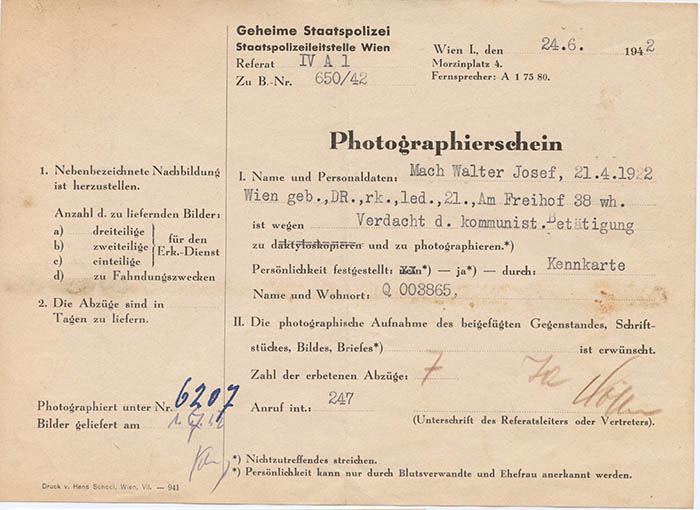 Geheime Staatspolizei
Staatspolizeileitstelle Wien
Referat IV A 1
Zu B.-Nr. 650/42
Wien I., den 24.6. 1942
Morzinplatz 4.
Fernsprecher: A 1 75 80.
Photographierschein
1. Nebenbezeichnete Nachbildung
ist herzustellen.
Anzahl d. zu liefernden Bilder:
a) dreiteilige
b) zweiteilige
c) einteilige
für den
Erk.-Dienst
d) zu Fahndungszwecken
2. Die Abzüge sind in
Tagen zu liefern.
Photographiert unter Nr. 6207
Bilder geliefert am
I. Name und Personaldaten: Mach Walter Josef, 21.4.1922
Wien geb.,DR.,rk.,led.,21.,Am Freihof 38 wh.
ist wegen Verdacht d. kommunist.Betätigung
zu daktyloskopieren und zu photographieren.*)
Persönlichkeit festgestellt: nein*) — ja*) — durch: Kennkarte
Name und Wohnort: Q 003865,
II. Die photographische Aufnahme des beigefügten Gegenstandes, Schrift-
stückes, Bildes, Briefes*) ist erwünscht.
Zahl der erbetenen Abzüge: 7
Anruf int.: 247
(Unterschrift des Referatsleiters oder Vertreters).
*) Nichtzutreffendes streichen.
*) Persönlichkeit kann nur durch Blutsverwandte und Ehefrau anerkannt werden.
Druck v. Hans Schöcl, Wien, VII. — 941